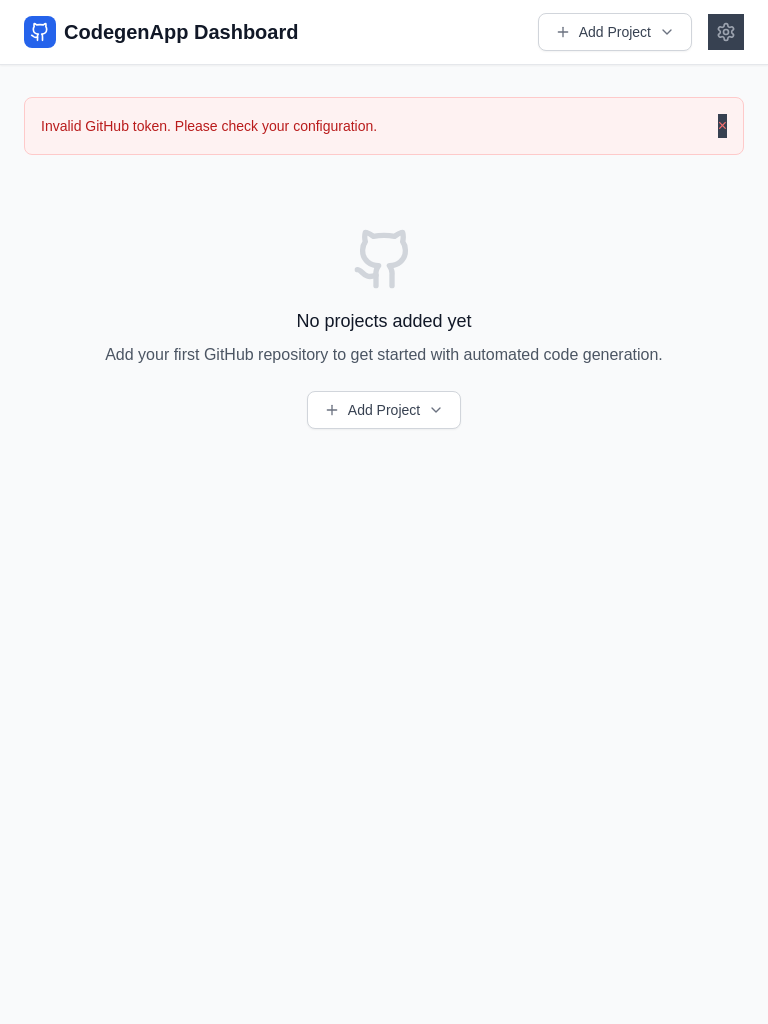 CodegenApp Dashboard
Add Project
Invalid GitHub token. Please check your configuration.
×
No projects added yet
Add your first GitHub repository to get started with automated code generation.
Add Project